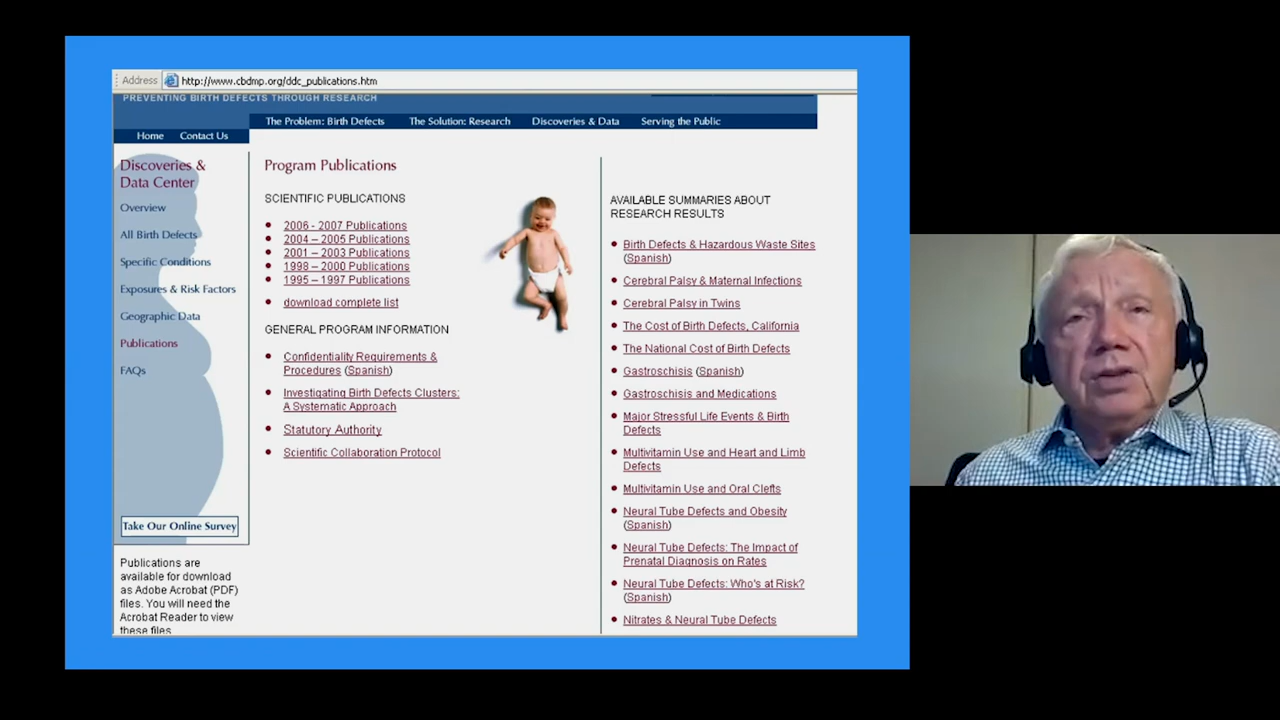 Address http://www.cbdmp.org/ddc_publications.htm
PREVENTING BIRTH DEFECTS THROUGH RESEARCH
The Problem: Birth Defects The Solution: Research Discoveries & Data Serving the Public
Home Contact Us
Discoveries &
Data Center
Overview
All Birth Defects
Specific Conditions
Exposures & Risk Factors
Geographic Data
Publications
FAQs
Take Our Online Survey
Publications are
available for download
as Adobe Acrobat (PDF)
files. You will need the
Acrobat Reader to view
these files.
Program Publications
SCIENTIFIC PUBLICATIONS
2006 - 2007 Publications
2004 – 2005 Publications
2001 – 2003 Publications
1998 – 2000 Publications
1995 – 1997 Publications
download complete list
GENERAL PROGRAM INFORMATION
Confidentiality Requirements &
Procedures (Spanish)
Investigating Birth Defects Clusters:
A Systematic Approach
Statutory Authority
Scientific Collaboration Protocol
AVAILABLE SUMMARIES ABOUT
RESEARCH RESULTS
Birth Defects & Hazardous Waste Sites
(Spanish)
Cerebral Palsy & Maternal Infections
Cerebral Palsy in Twins
The Cost of Birth Defects, California
The National Cost of Birth Defects
Gastroschisis (Spanish)
Gastroschisis and Medications
Major Stressful Life Events & Birth
Defects
Multivitamin Use and Heart and Limb
Defects
Multivitamin Use and Oral Clefts
Neural Tube Defects and Obesity
(Spanish)
Neural Tube Defects: The Impact of
Prenatal Diagnosis on Rates
Neural Tube Defects: Who's at Risk?
(Spanish)
Nitrates & Neural Tube Defects